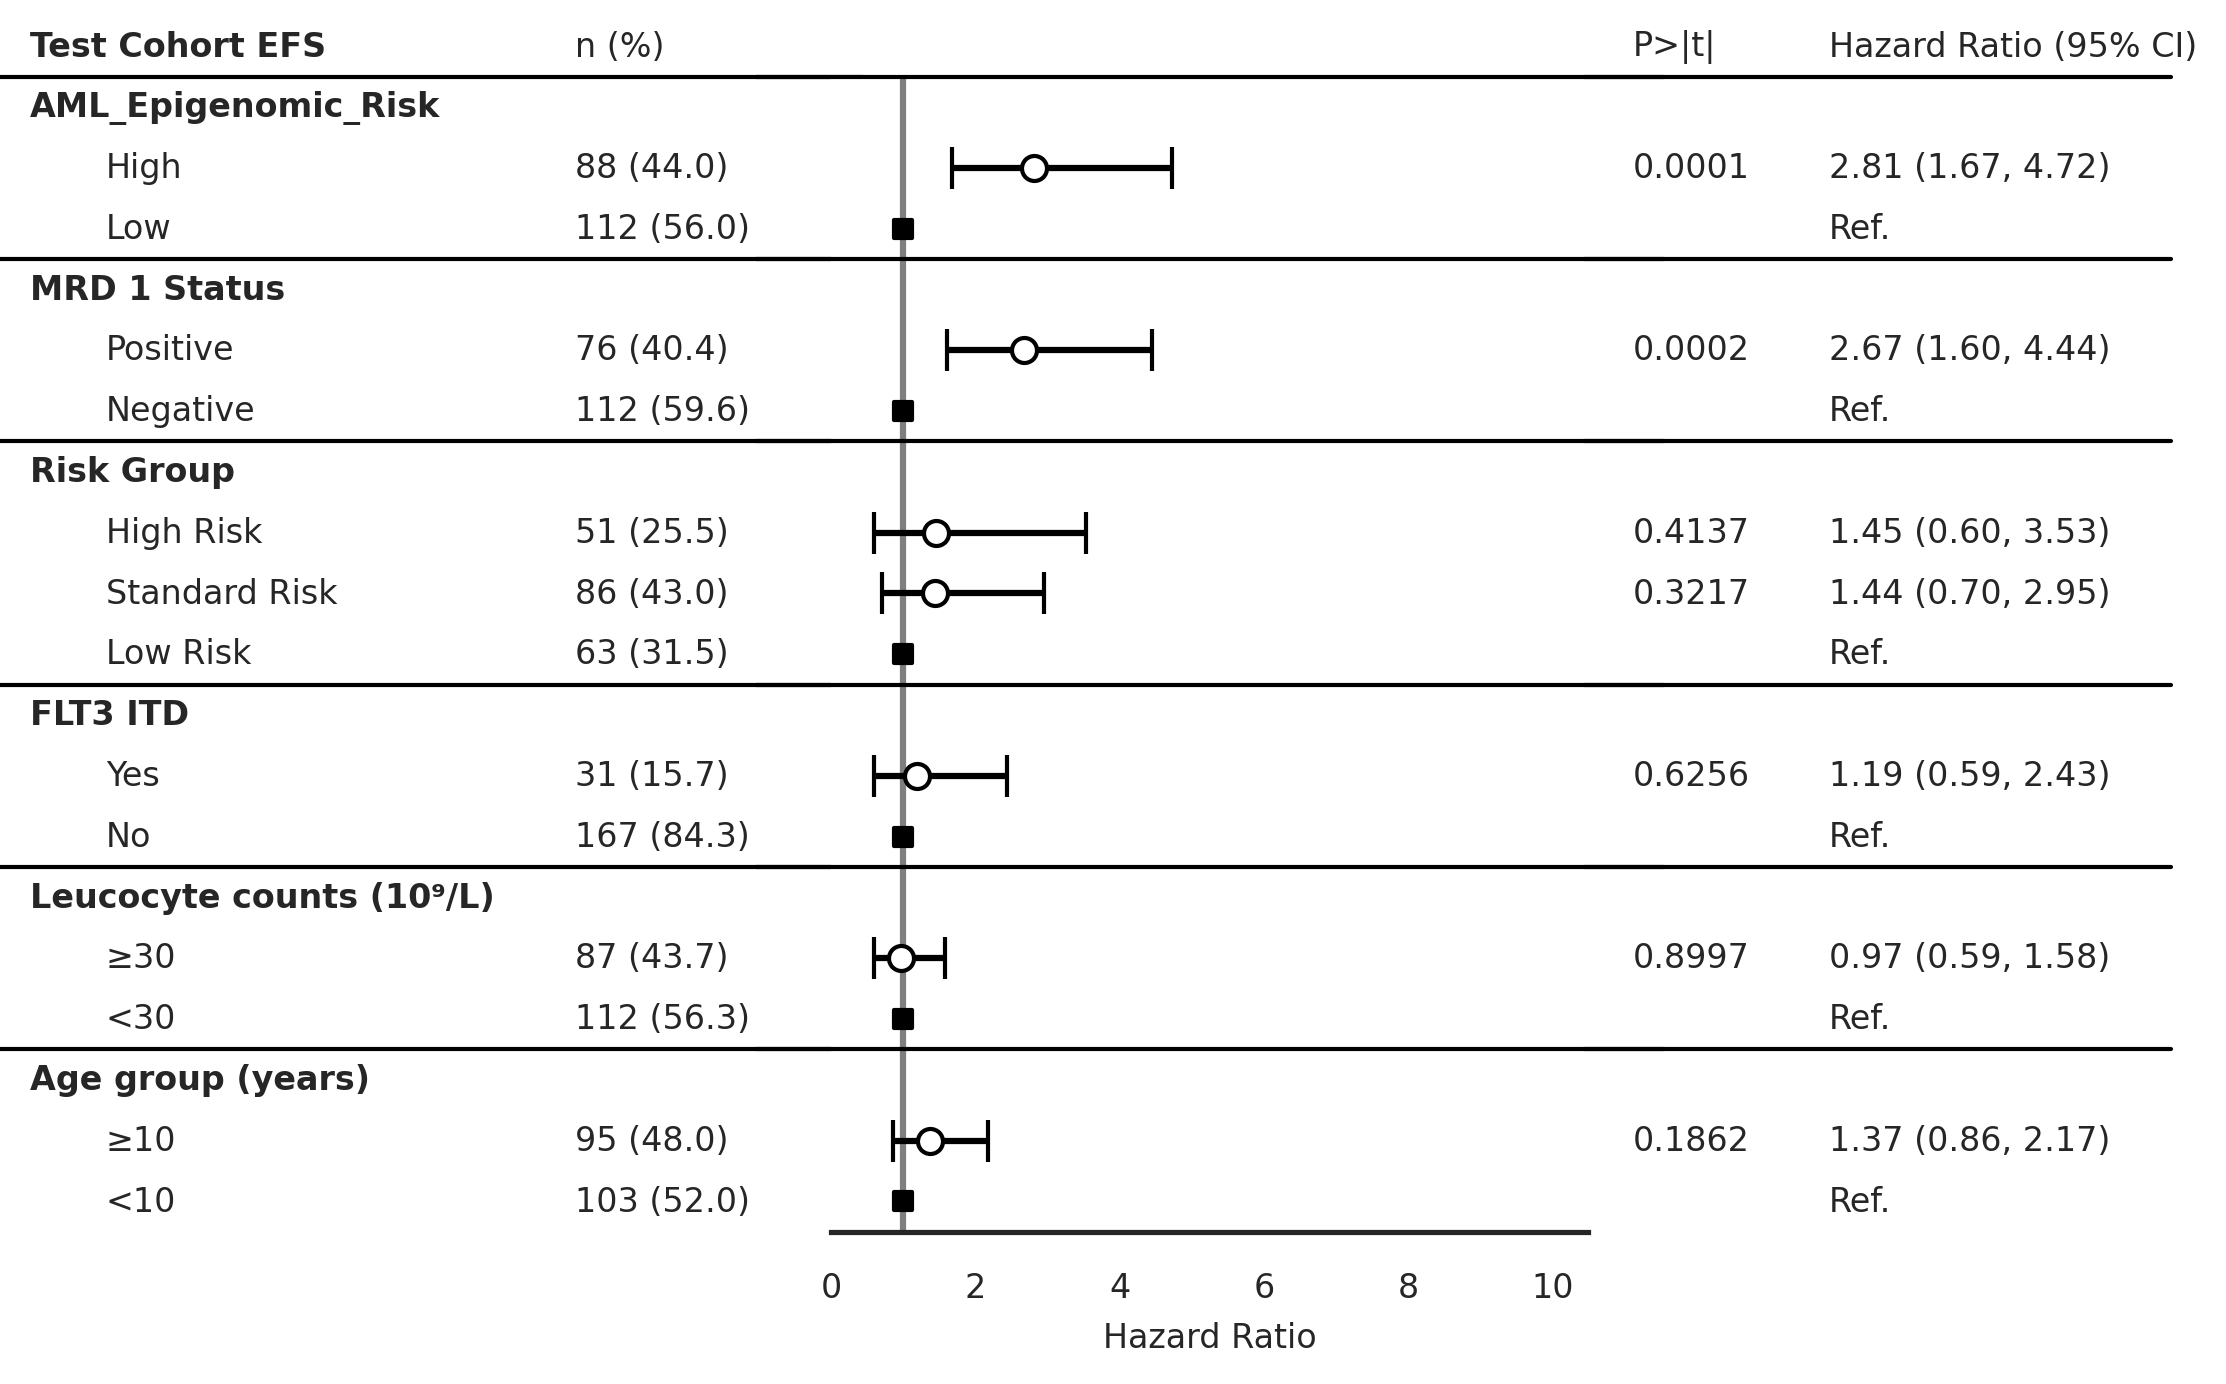 Test Cohort EFS n (%) P>|t| Hazard Ratio (95% CI)
AML_Epigenomic_Risk
High 88 (44.0) 0.0001 2.81 (1.67, 4.72)
Low 112 (56.0) Ref.
MRD 1 Status
Positive 76 (40.4) 0.0002 2.67 (1.60, 4.44)
Negative 112 (59.6) Ref.
Risk Group
High Risk 51 (25.5) 0.4137 1.45 (0.60, 3.53)
Standard Risk 86 (43.0) 0.3217 1.44 (0.70, 2.95)
Low Risk 63 (31.5) Ref.
FLT3 ITD
Yes 31 (15.7) 0.6256 1.19 (0.59, 2.43)
No 167 (84.3) Ref.
Leucocyte counts (10⁹/L)
≥30 87 (43.7) 0.8997 0.97 (0.59, 1.58)
<30 112 (56.3) Ref.
Age group (years)
≥10 95 (48.0) 0.1862 1.37 (0.86, 2.17)
<10 103 (52.0) Ref.
0 2 4 6 8 10
Hazard Ratio